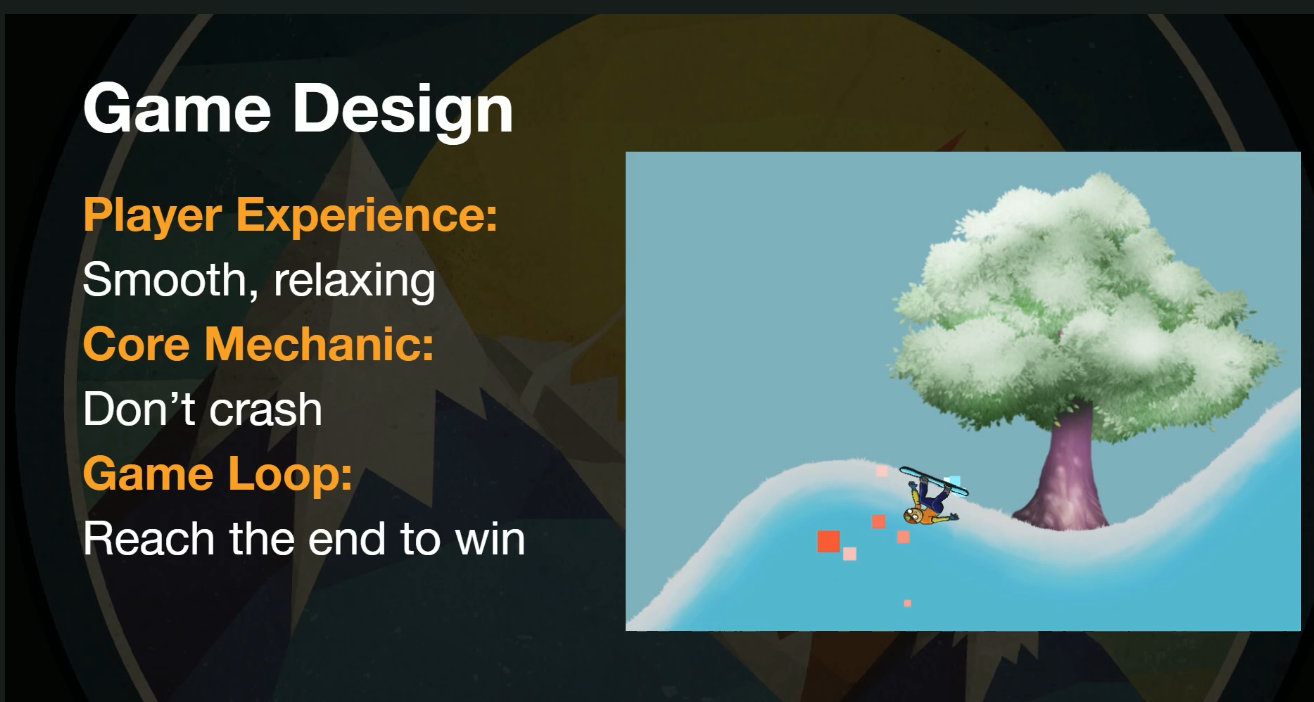 Game Design
Player Experience:
Smooth, relaxing
Core Mechanic:
Don’t crash
Game Loop:
Reach the end to win